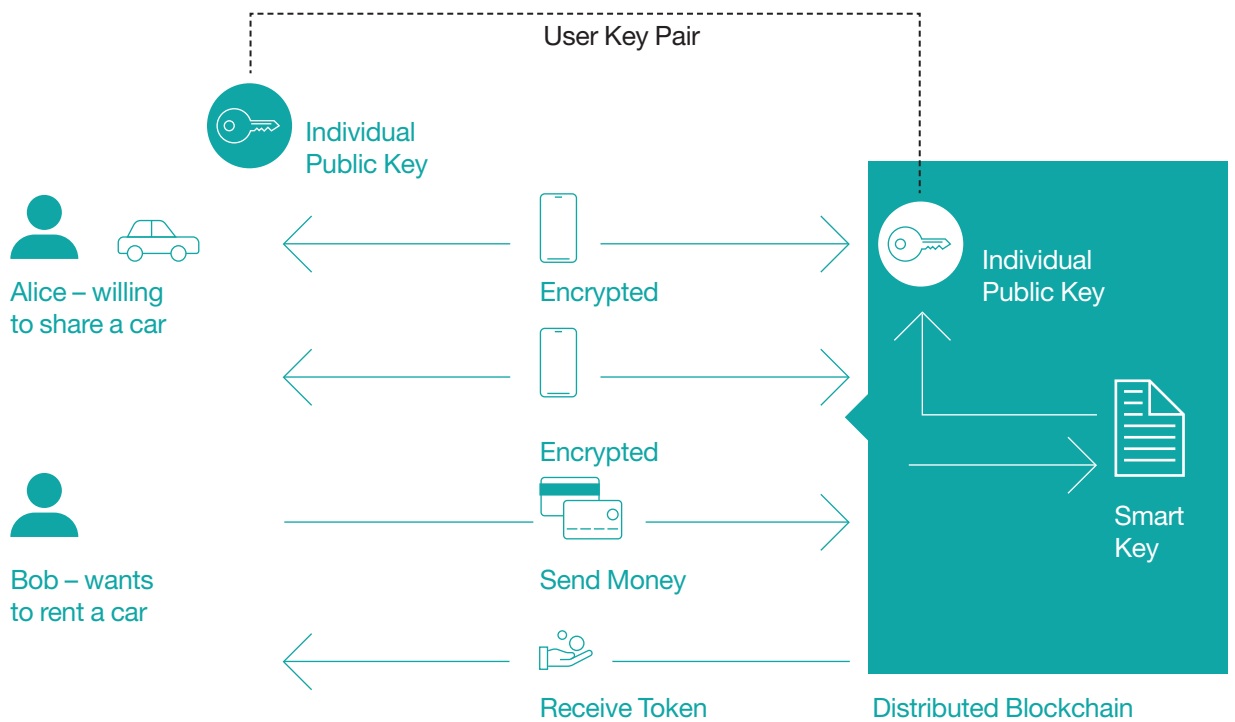 User Key Pair
Individual
Public Key
Alice – willing
to share a car
Encrypted
Individual
Public Key
Encrypted
Smart
Key
Bob – wants
to rent a car
Send Money
Receive Token
Distributed Blockchain